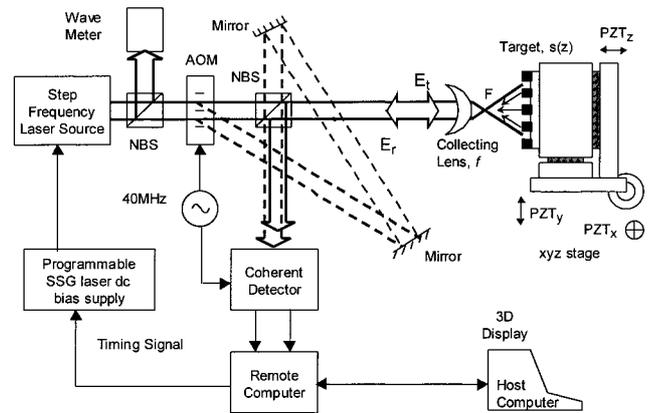 Wave
Meter
Mirror
AOM
NBS
Target, s(z)
PZTz
Step
Frequency
Laser Source
NBS
Et
Er
F
Collecting
Lens, f
40MHz
PZTy
PZTx
xyz stage
Mirror
Programmable
SSG laser dc
bias supply
Coherent
Detector
Timing Signal
Remote
Computer
3D
Display
Host
Computer